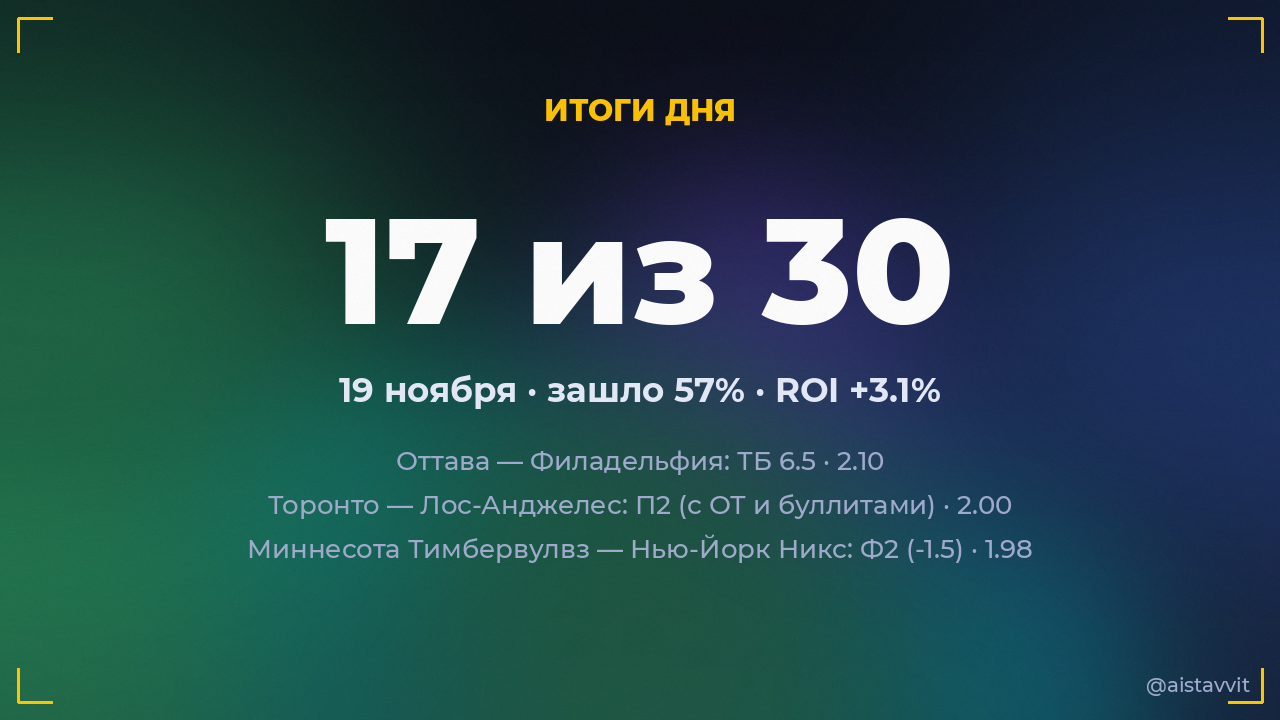 ИТОГИ ДНЯ
17 из 30
19 ноября · зашло 57% · ROI +3.1%
Оттава — Филадельфия: ТБ 6.5 · 2.10
Торонто — Лос-Анджелес: П2 (с ОТ и буллитами) · 2.00
Миннесота Тимбервулвз — Нью-Йорк Никс: Ф2 (-1.5) · 1.98
@aistavvit